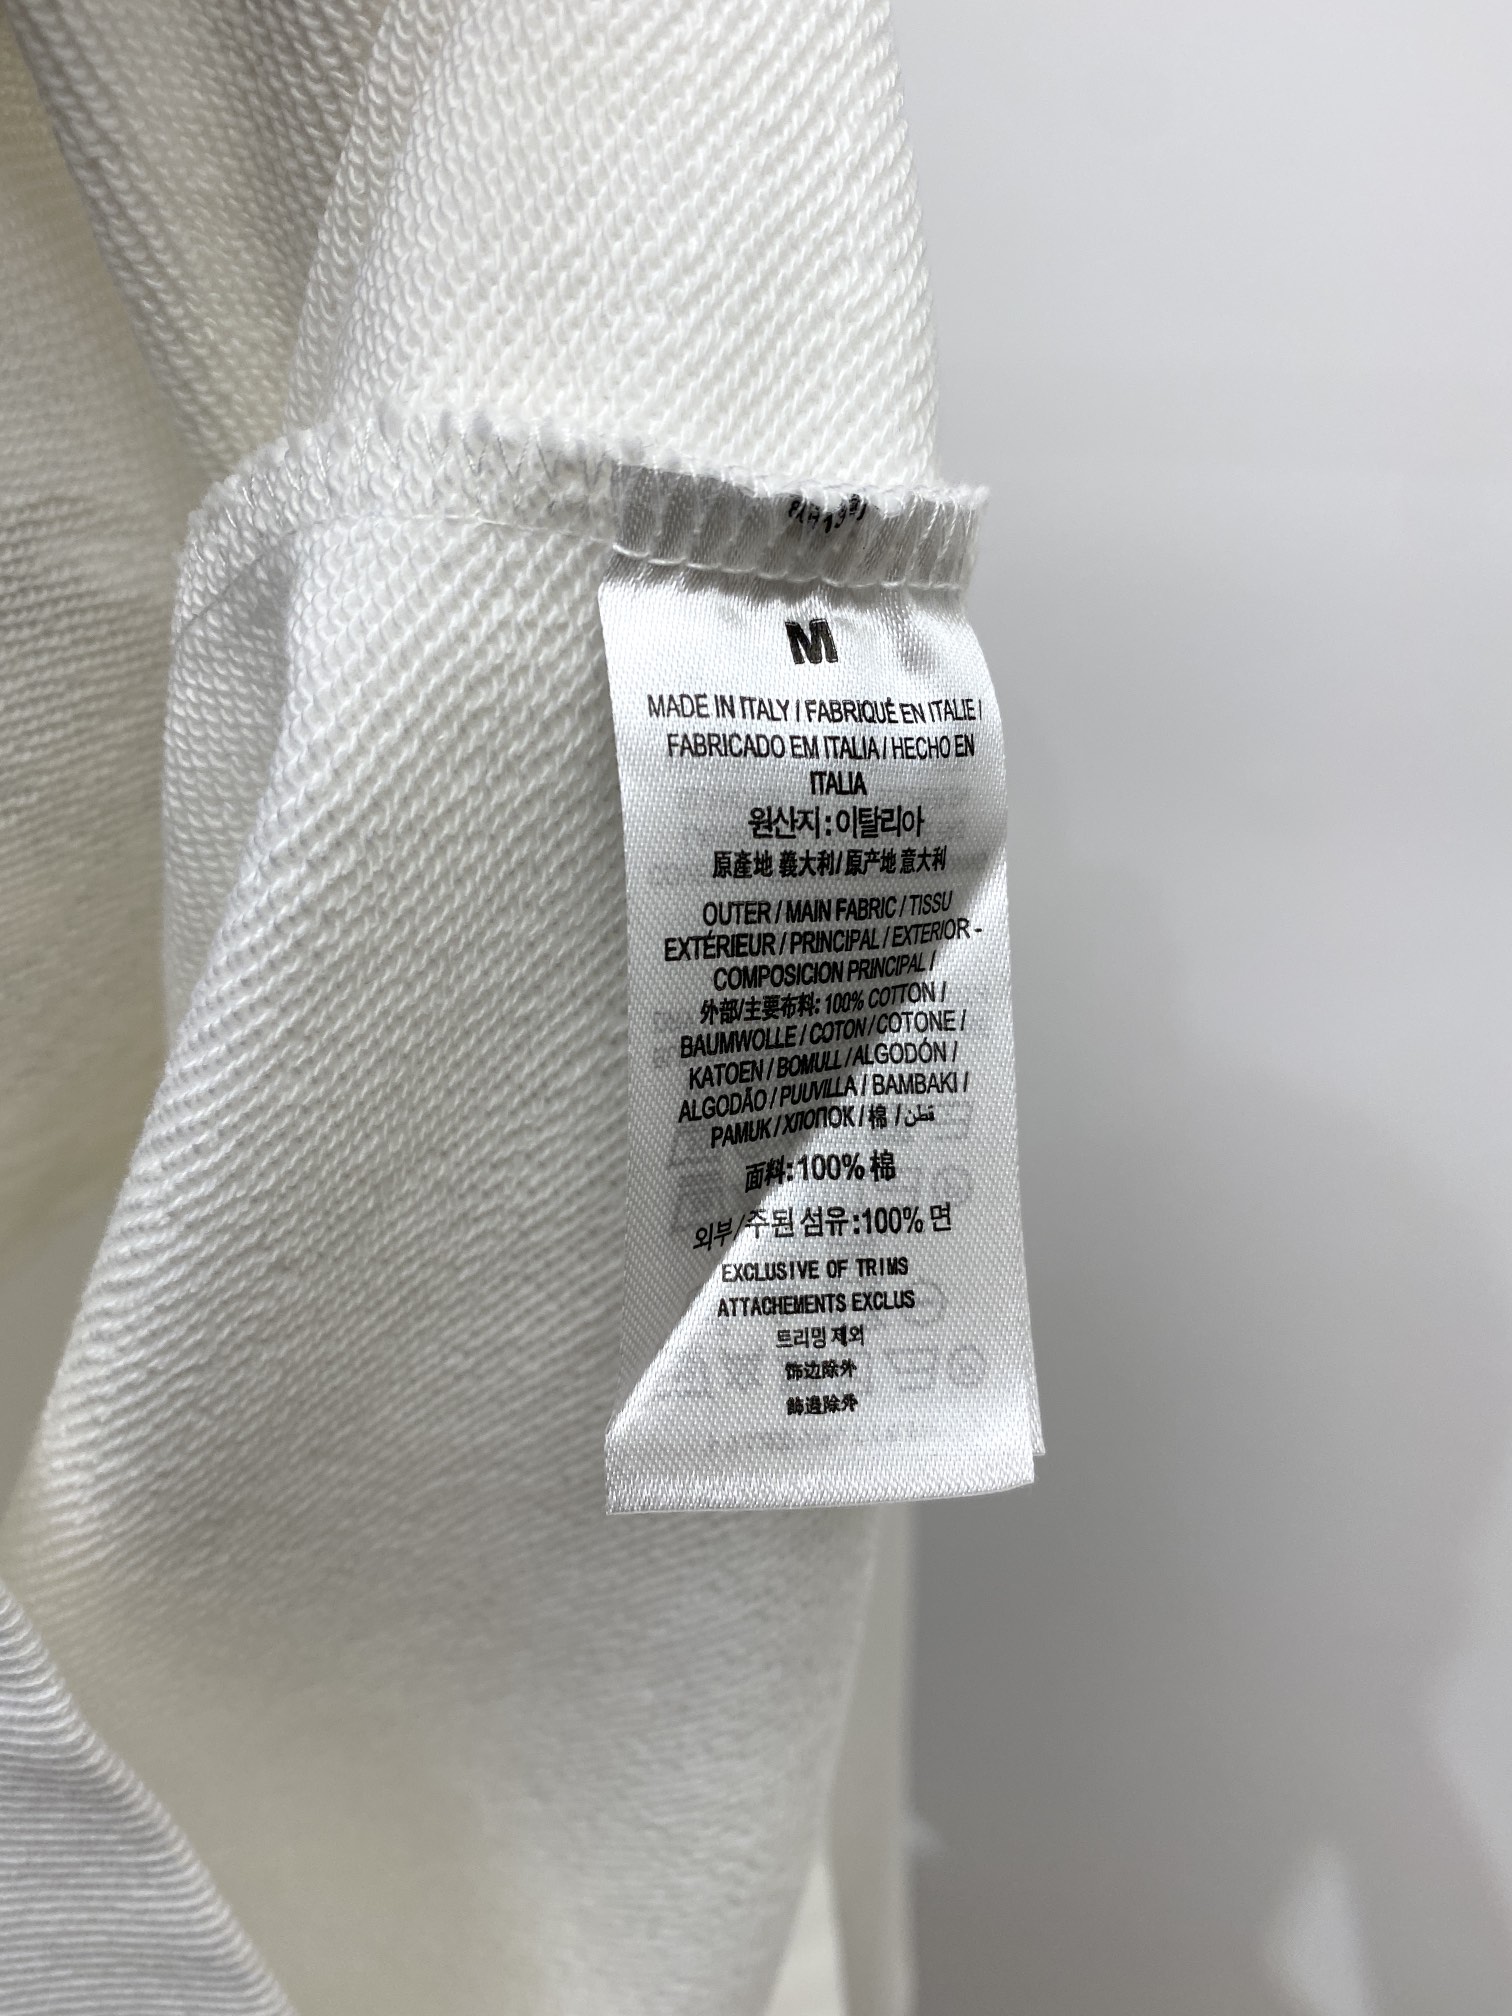 M
MADE IN ITALY / FABRIQUÉ EN ITALIE /
FABRICADO EM ITALIA / HECHO EN
ITALIA
원산지:이탈리아
原產地 義大利/原产地 意大利
OUTER / MAIN FABRIC / TISSU
EXTÉRIEUR / PRINCIPAL / EXTERIOR -
COMPOSICION PRINCIPAL /
外部/主要布料: 100% COTTON /
BAUMWOLLE / COTON / COTONE /
KATOEN / BOMULL / ALGODÓN /
ALGODÃO / PUUVILLA / BAMBAKI /
PAMUK / ХЛОПОК / 棉 / قطن
面料:100% 棉
외부/주된 섬유:100% 면
EXCLUSIVE OF TRIMS
ATTACHEMENTS EXCLUS
트리밍 제외
饰边除外
飾邊除外